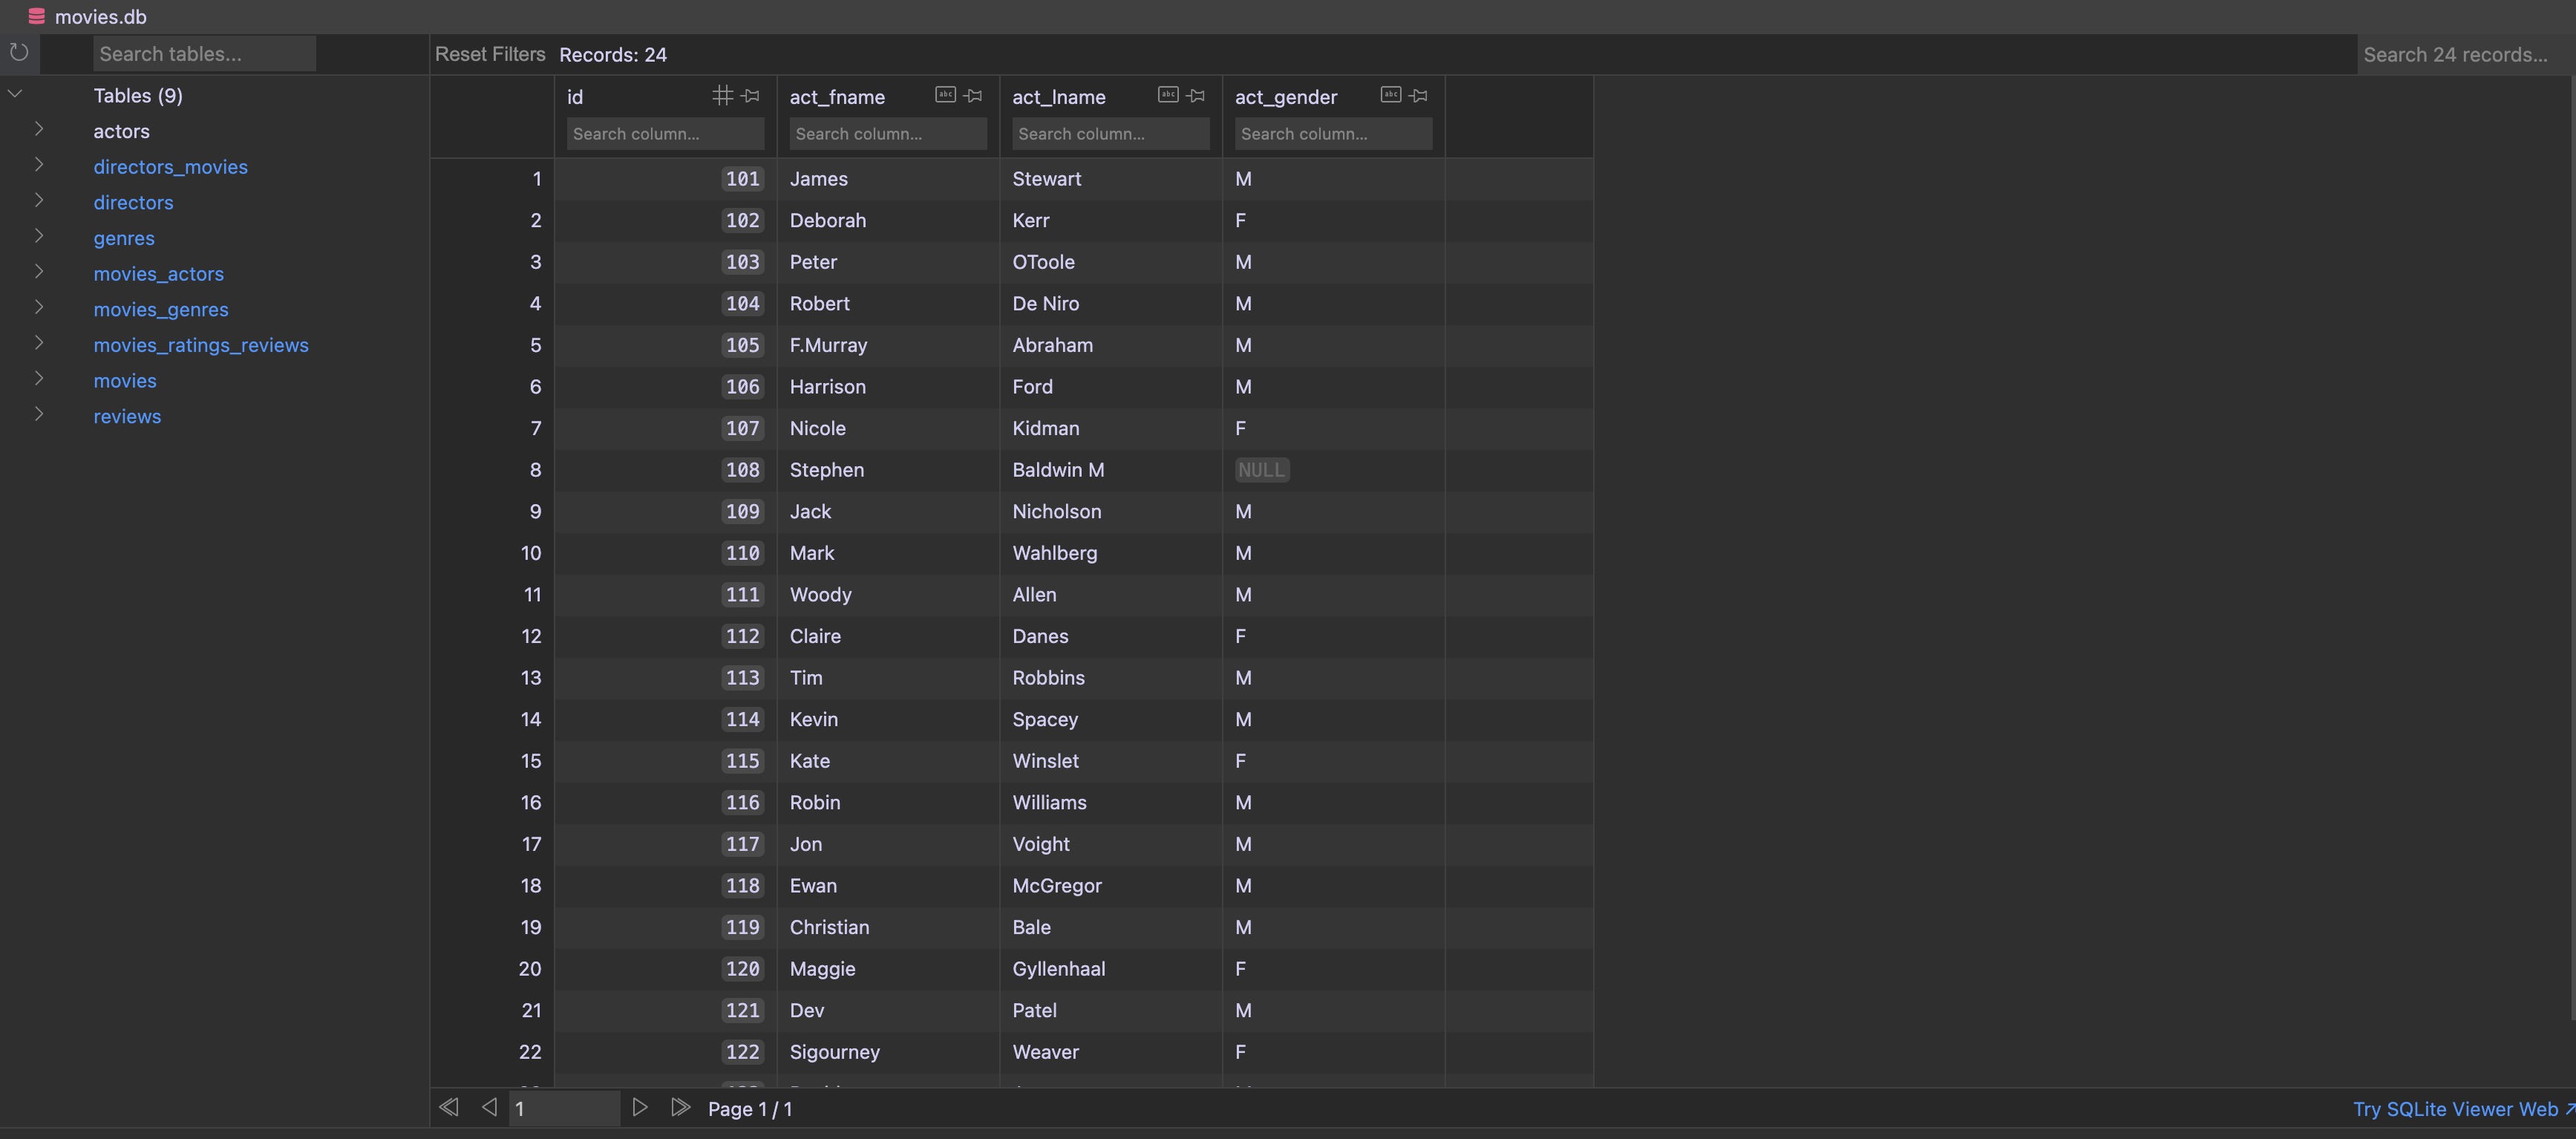 movies.db
Search tables...
Reset Filters Records: 24 Search 24 records...
Tables (9)
actors
directors_movies
directors
genres
movies_actors
movies_genres
movies_ratings_reviews
movies
reviews
id act_fname act_lname act_gender
Search column... Search column... Search column... Search column...
1 101 James Stewart M
2 102 Deborah Kerr F
3 103 Peter OToole M
4 104 Robert De Niro M
5 105 F.Murray Abraham M
6 106 Harrison Ford M
7 107 Nicole Kidman F
8 108 Stephen Baldwin M NULL
9 109 Jack Nicholson M
10 110 Mark Wahlberg M
11 111 Woody Allen M
12 112 Claire Danes F
13 113 Tim Robbins M
14 114 Kevin Spacey M
15 115 Kate Winslet F
16 116 Robin Williams M
17 117 Jon Voight M
18 118 Ewan McGregor M
19 119 Christian Bale M
20 120 Maggie Gyllenhaal F
21 121 Dev Patel M
22 122 Sigourney Weaver F
1 Page 1 / 1 Try SQLite Viewer Web